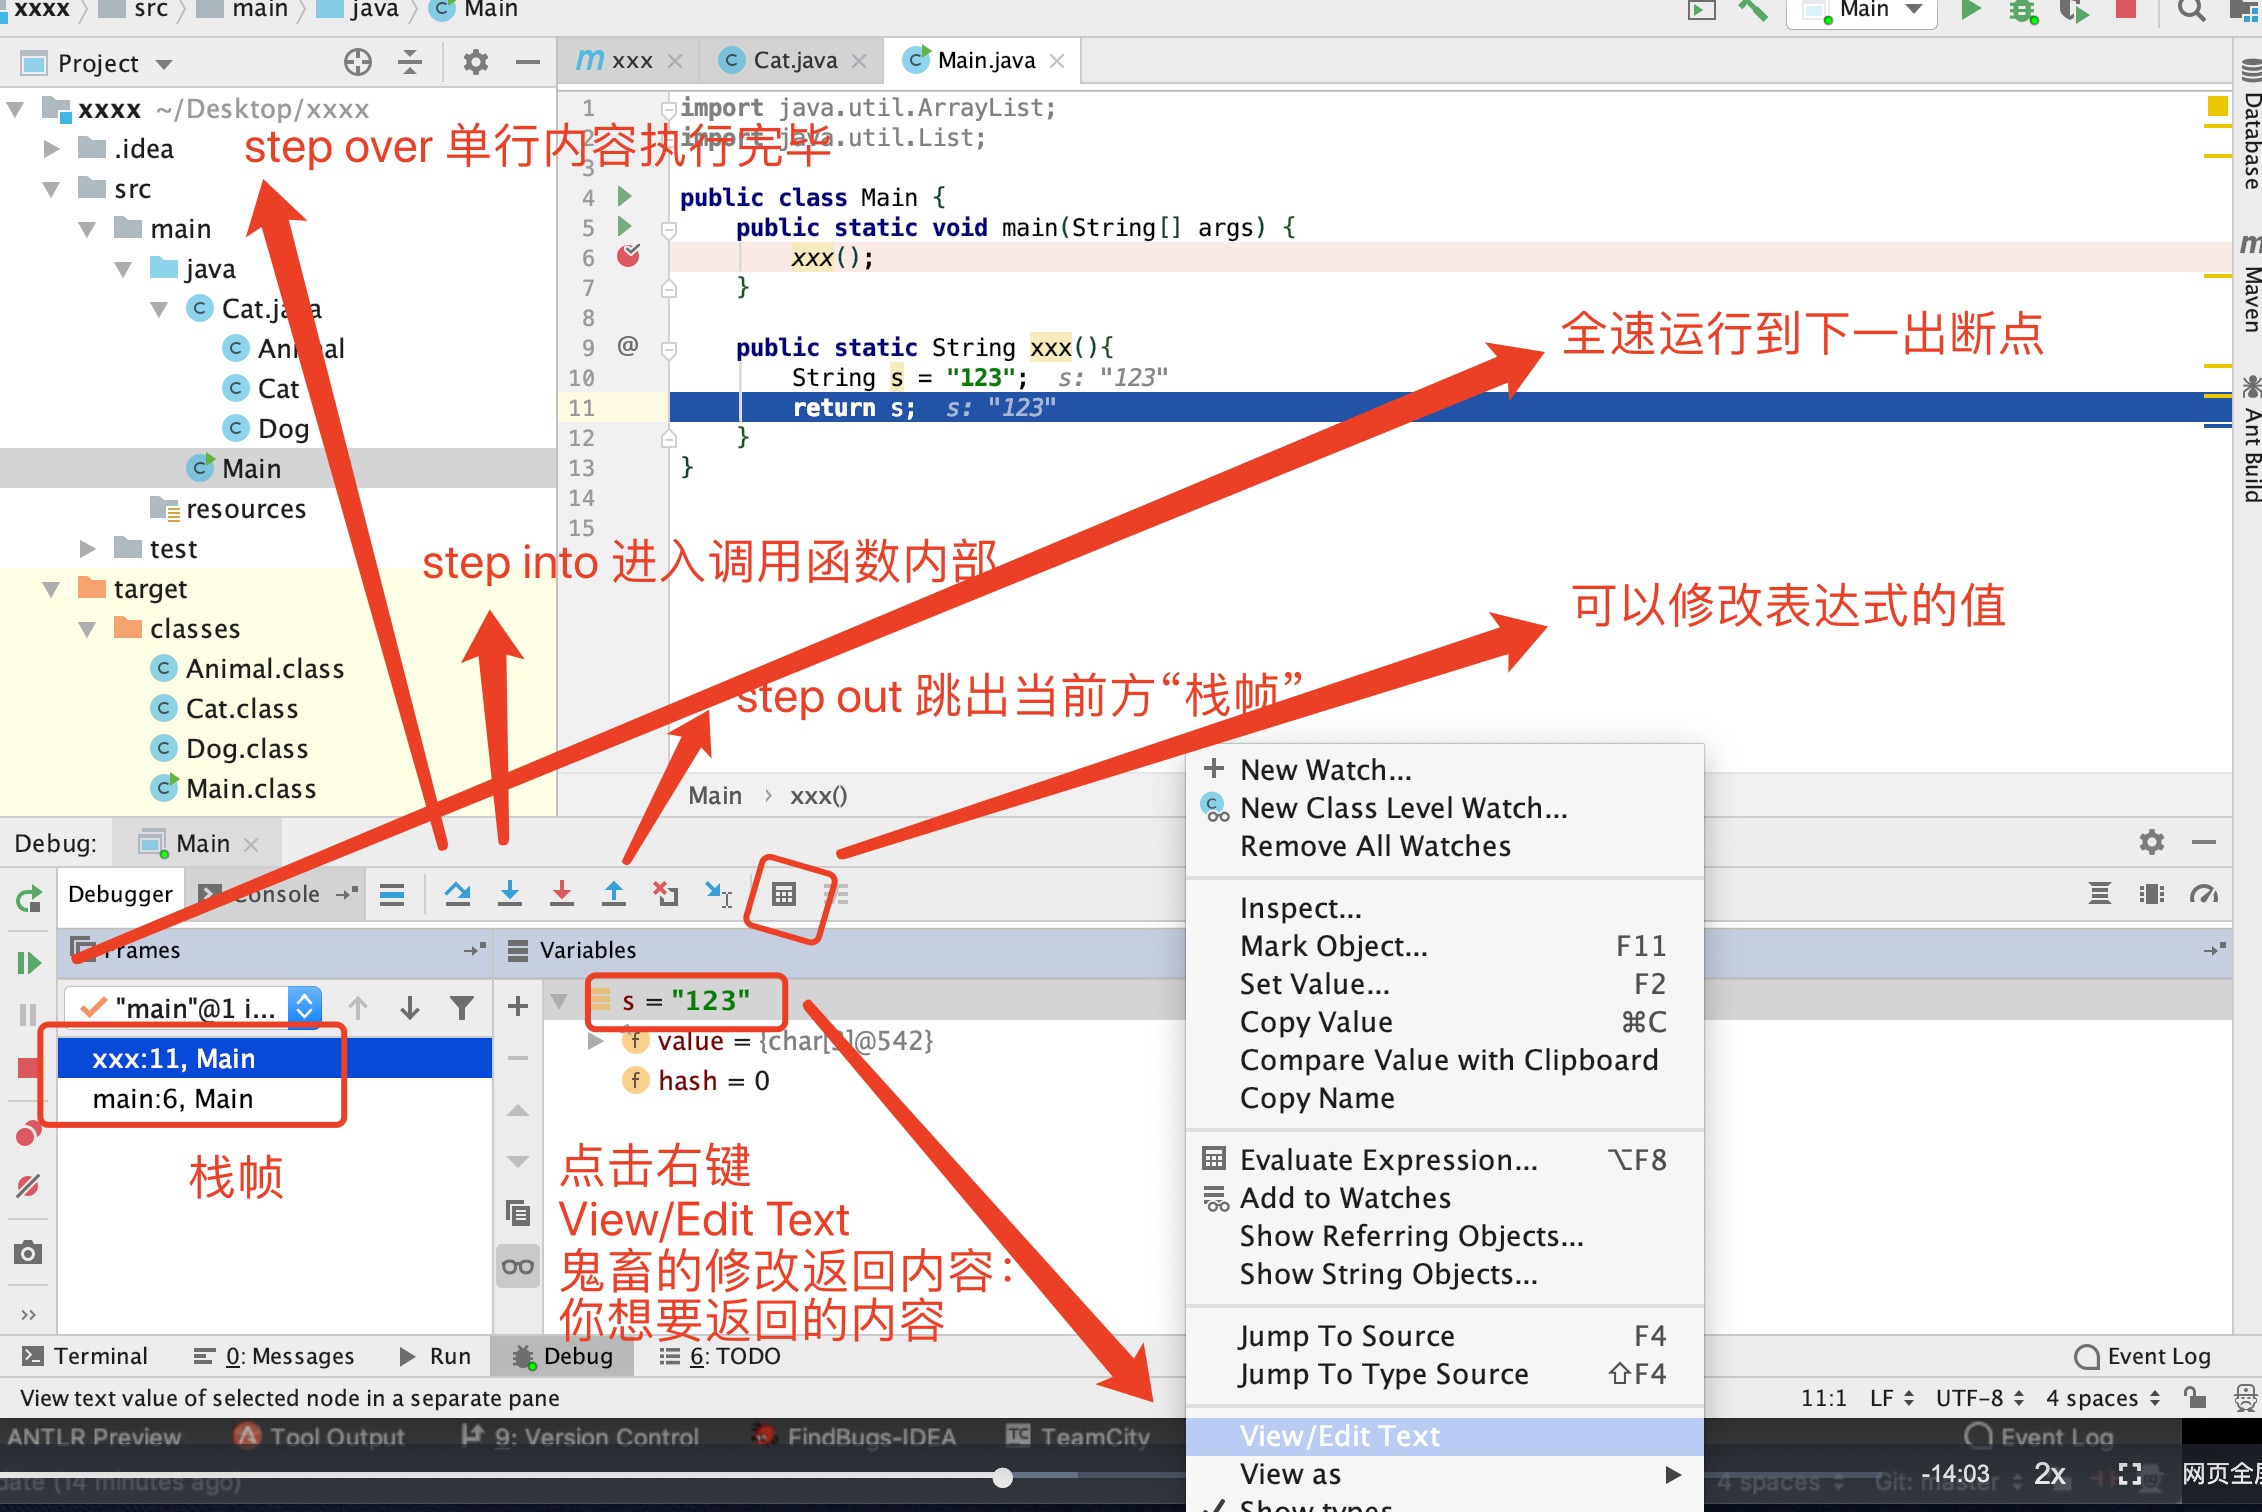 xxxx src main java Main
Main
Project
xxx
Cat.java
Main.java
xxxx ~/Desktop/xxxx
.idea
src
main
java
Cat.java
Animal
Cat
Dog
Main
resources
test
target
classes
Animal.class
Cat.class
Dog.class
Main.class
1 import java.util.ArrayList;
2 import java.util.List;
3
4 public class Main {
5 public static void main(String[] args) {
6 xxx();
7 }
8
9 @ public static String xxx(){
10 String s = "123"; s: "123"
11 return s; s: "123"
12 }
13 }
14
15
step over 单行内容执行完毕
step into 进入调用函数内部
step out 跳出当前方“栈帧”
全速运行到下一出断点
可以修改表达式的值
Database
Maven
Ant Build
Main › xxx()
Debug: Main
Debugger
Console
Frames
Variables
"main"@1 i...
xxx:11, Main
main:6, Main
栈帧
s = "123"
value = {char[3]@542}
hash = 0
点击右键
View/Edit Text
鬼畜的修改返回内容：
你想要返回的内容
New Watch...
New Class Level Watch...
Remove All Watches
Inspect...
Mark Object... F11
Set Value... F2
Copy Value ⌘C
Compare Value with Clipboard
Copy Name
Evaluate Expression... ⌥F8
Add to Watches
Show Referring Objects...
Show String Objects...
Jump To Source F4
Jump To Type Source ⇧F4
View/Edit Text
View as
Show types
Terminal 0: Messages Run Debug 6: TODO Event Log
View text value of selected node in a separate pane
11:1 LF UTF-8 4 spaces
ANTLR Preview Tool Output 9: Version Control FindBugs-IDEA TeamCity Event Log
date (14 minutes ago)
4 spaces Git: master
-14:03 2x 网页全屏